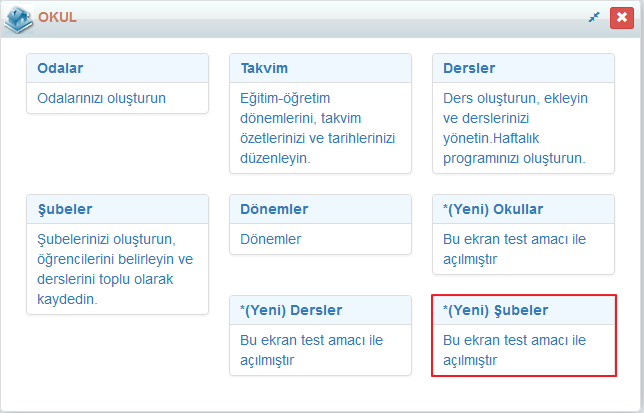 OKUL
Odalar
Odalarınızı oluşturun
Takvim
Eğitim-öğretim
dönemlerini, takvim
özetlerinizi ve tarihlerinizi
düzenleyin.
Dersler
Ders oluşturun, ekleyin
ve derslerinizi
yönetin.Haftalık
programınızı oluşturun.
Şubeler
Şubelerinizi oluşturun,
öğrencilerini belirleyin ve
derslerini toplu olarak
kaydedin.
Dönemler
Dönemler
*(Yeni) Okullar
Bu ekran test amacı ile
açılmıştır
*(Yeni) Dersler
Bu ekran test amacı ile
açılmıştır
*(Yeni) Şubeler
Bu ekran test amacı ile
açılmıştır